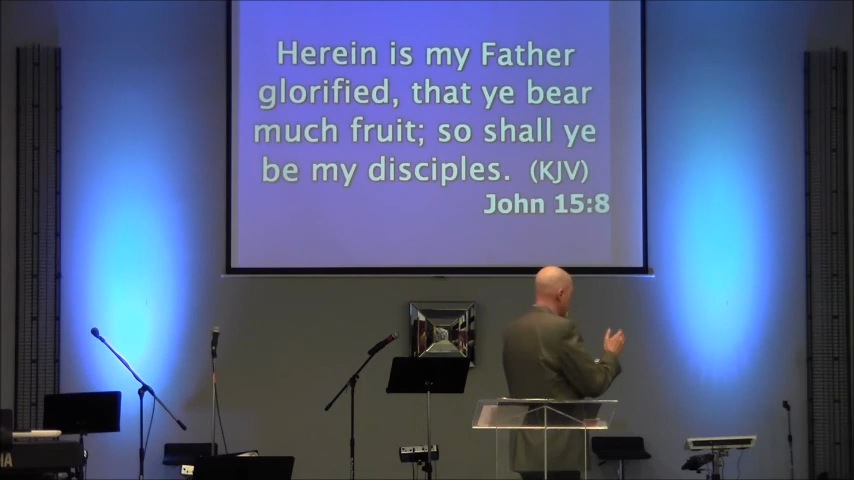 Herein is my Father
glorified, that ye bear
much fruit; so shall ye
be my disciples. (KJV)
John 15:8